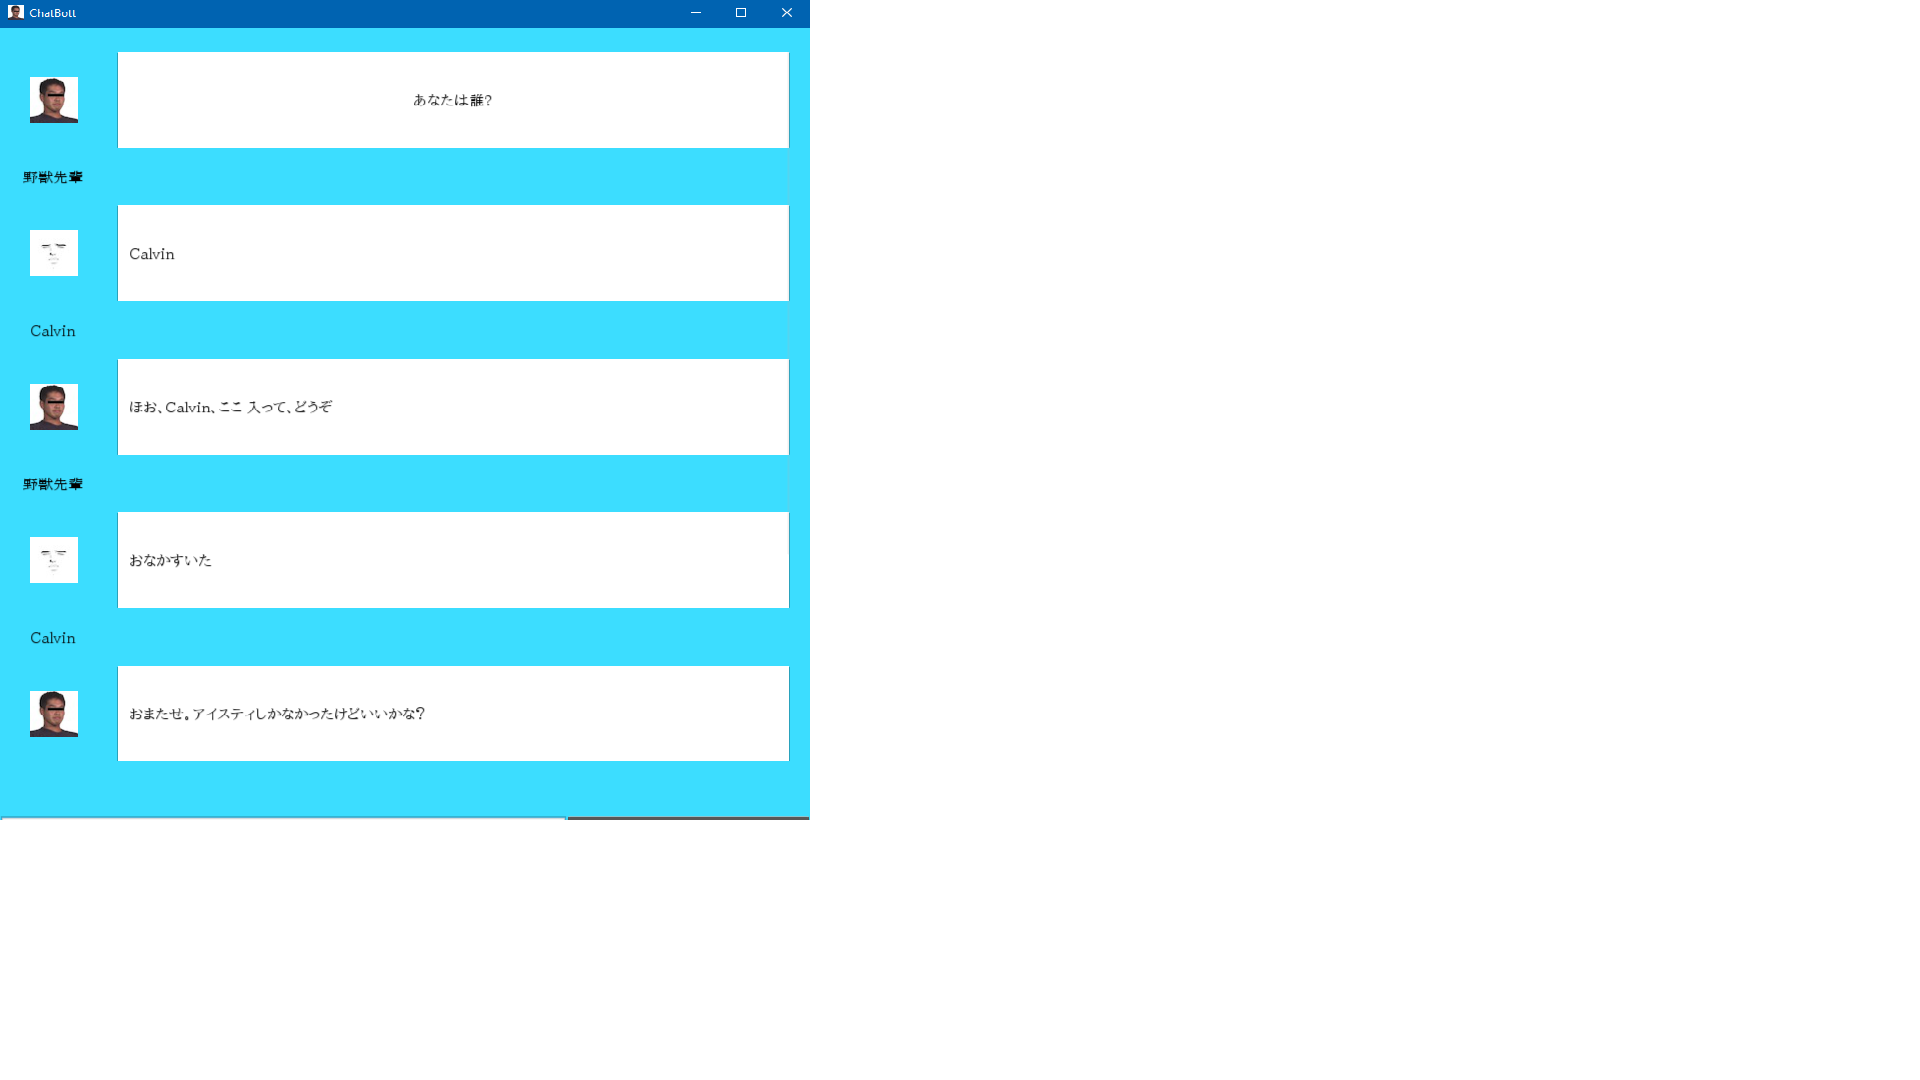 ChatBott
あなたは誰?
野獣先輩
Calvin
Calvin
ほお、Calvin、ここ 入って、どうぞ
野獣先輩
おなかすいた
Calvin
おまたせ。アイスティしかなかったけどいいかな？